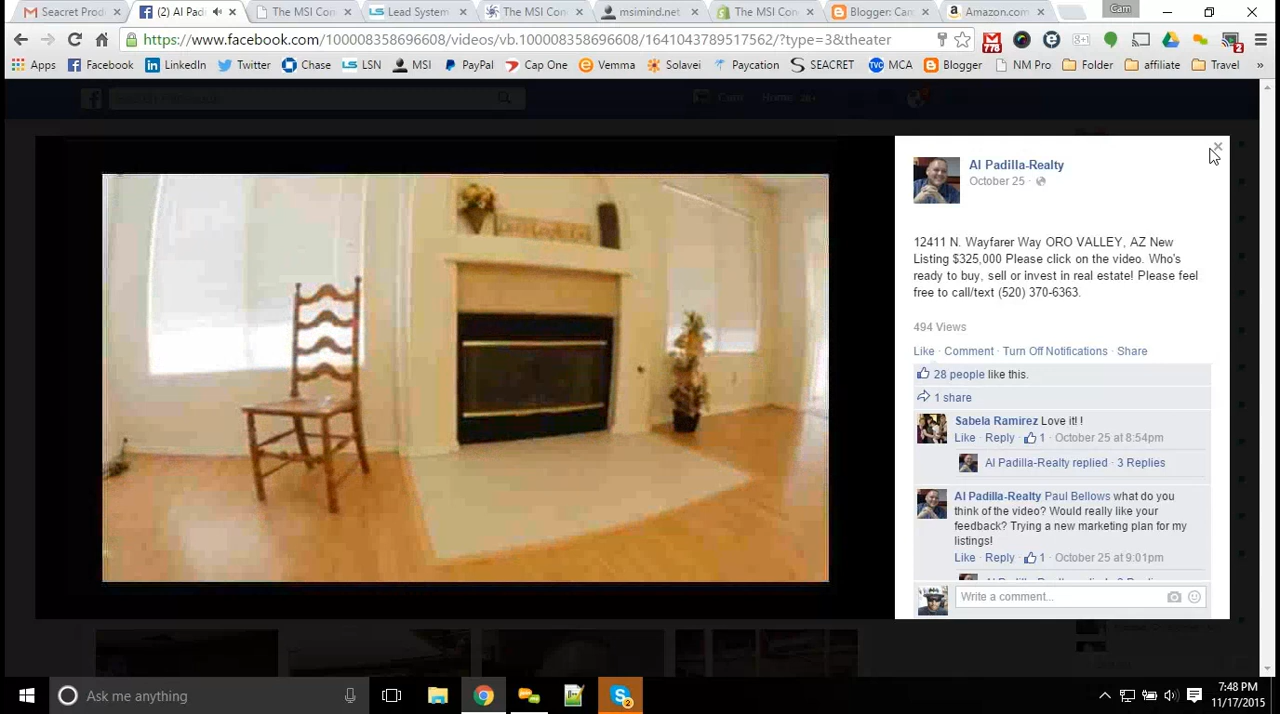 Secret Prod
(2) Al Pad
The MSI Con
Lead System
The MSI Con
msimind.net
The MSI Con
Blogger: Can
Amazon.com
Cam
https://www.facebook.com/100008358696608/videos/vb.100008358696608/1641043789517562/?type=3&theater
Apps Facebook LinkedIn Twitter Chase LSN MSI PayPal Cap One Vemma Solavei Paycation SEACRET MCA Blogger NM Pro Folder affiliate Travel »
Al Padilla-Realty
October 25 ·
12411 N. Wayfarer Way ORO VALLEY, AZ New
Listing $325,000 Please click on the video. Who's
ready to buy, sell or invest in real estate! Please feel
free to call/text (520) 370-6363.
494 Views
Like · Comment · Turn Off Notifications · Share
28 people like this.
1 share
Sabela Ramirez Love it! !
Like · Reply · 1 · October 25 at 8:54pm
Al Padilla-Realty replied · 3 Replies
Al Padilla-Realty Paul Bellows what do you
think of the video? Would really like your
feedback? Trying a new marketing plan for my
listings!
Like · Reply · 1 · October 25 at 9:01pm
Write a comment...
Ask me anything
7:48 PM
11/17/2015